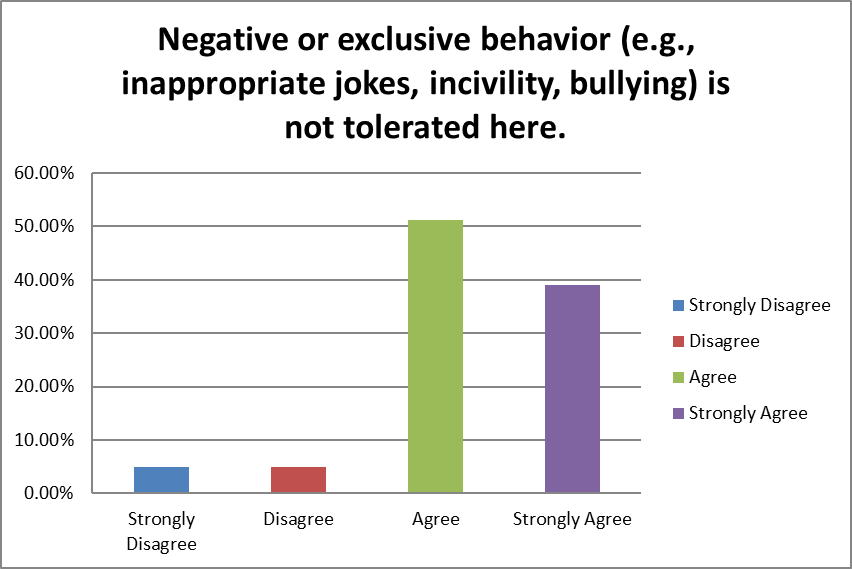 Negative or exclusive behavior (e.g.,
inappropriate jokes, incivility, bullying) is
not tolerated here.
60.00%
50.00%
40.00%
30.00%
20.00%
10.00%
0.00%
Strongly
Disagree
Disagree
Agree
Strongly Agree
Strongly Disagree
Disagree
Agree
Strongly Agree